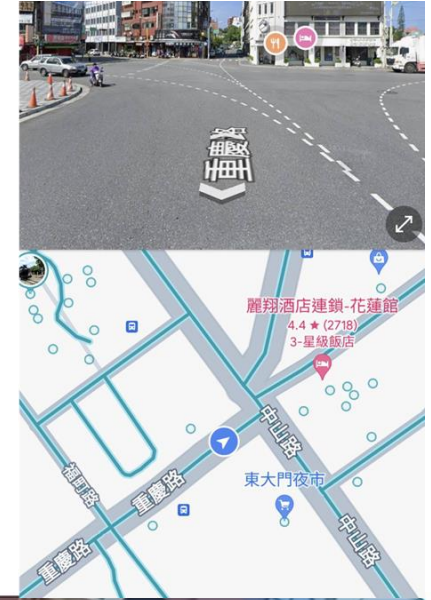 重慶路
麗翔酒店連鎖-花蓮館
4.4 ★ (2718)
3-星級飯店
中山路
東大門夜市
福町路
重慶路
中山路
重慶路